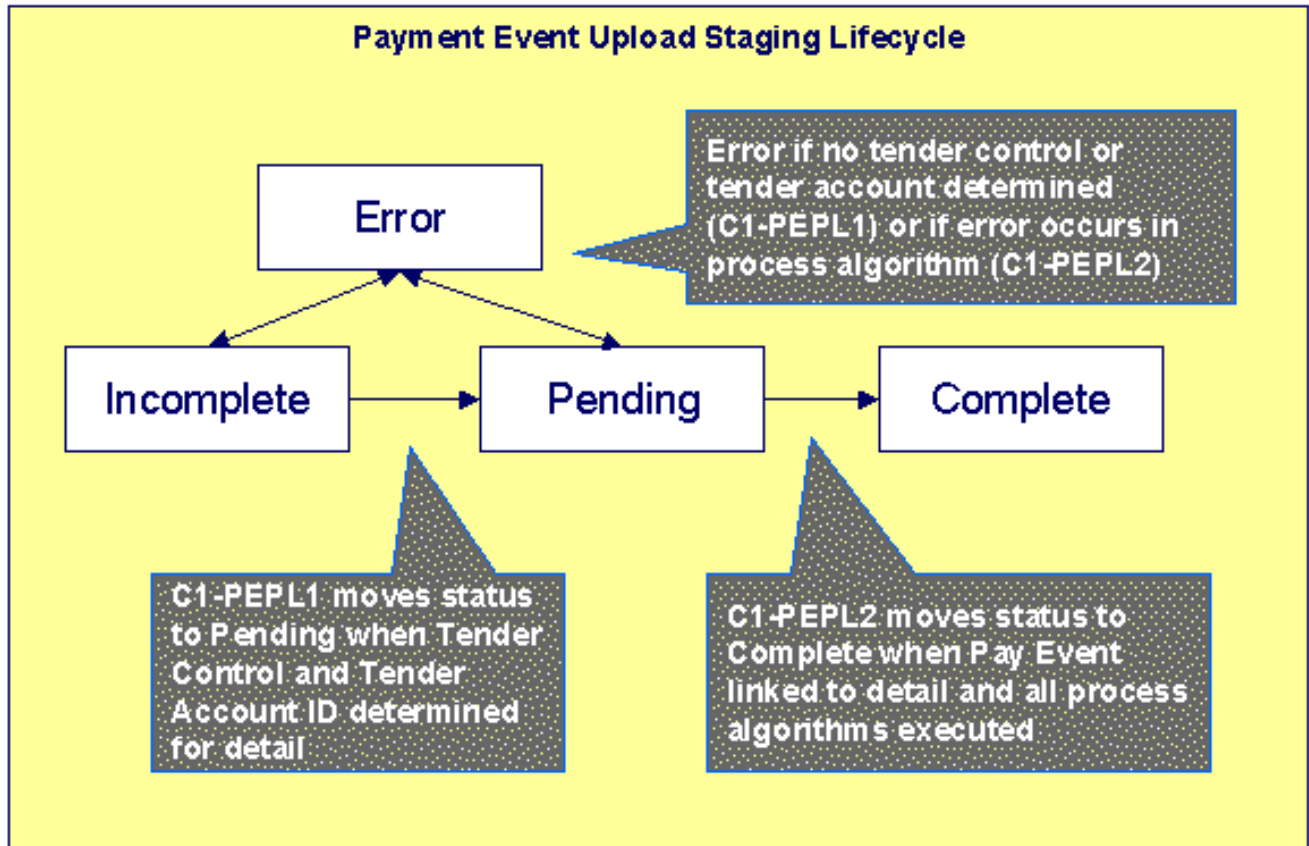 Payment Event Upload Staging Lifecycle
Error if no tender control or
tender account determined
(C1-PEPL1) or if error occurs in
process algorithm (C1-PEPL2)
Error
Incomplete
Pending
Complete
C1-PEPL1 moves status
to Pending when Tender
Control and Tender
Account ID determined
for detail
C1-PEPL2 moves status to
Complete when Pay Event
linked to detail and all process
algorithms executed